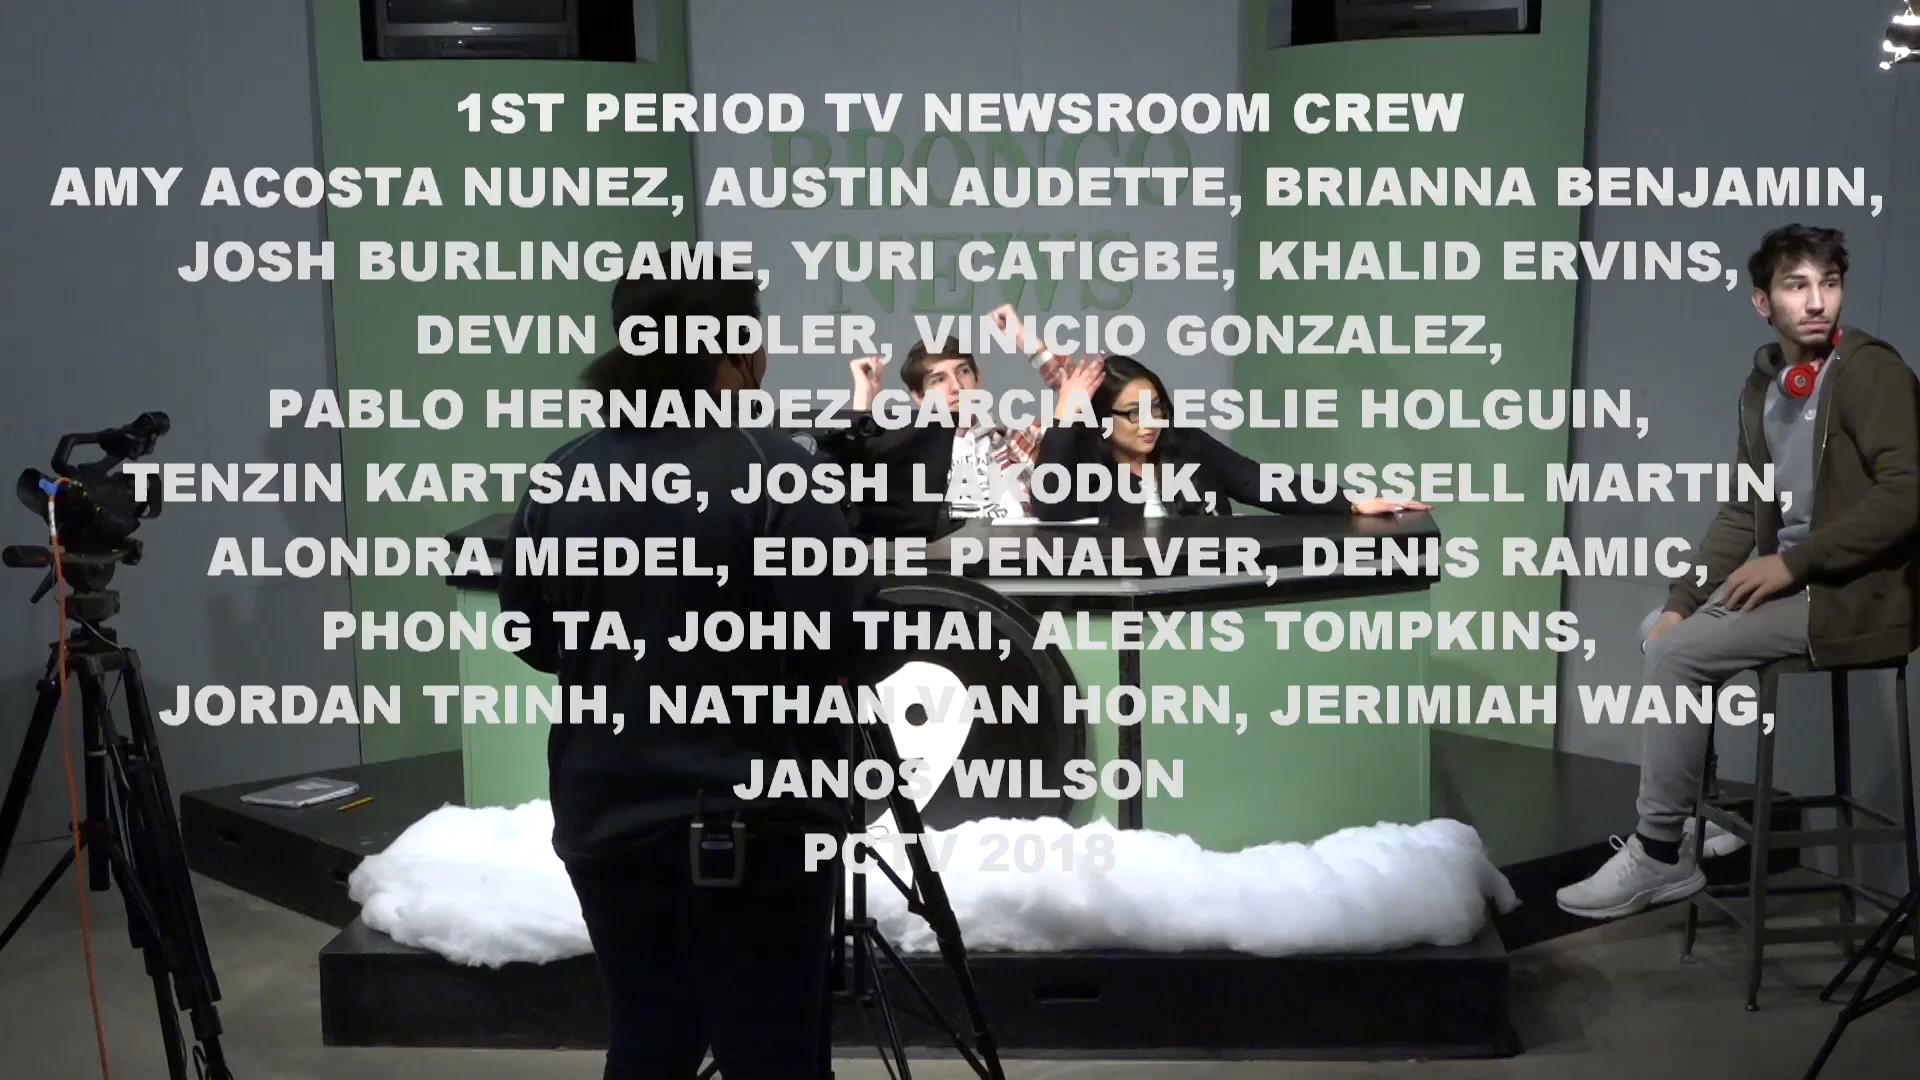 1ST PERIOD TV NEWSROOM CREW
AMY ACOSTA NUNEZ, AUSTIN AUDETTE, BRIANNA BENJAMIN,
JOSH BURLINGAME, YURI CATIGBE, KHALID ERVINS,
DEVIN GIRDLER, VINICIO GONZALEZ,
PABLO HERNANDEZ GARCIA, LESLIE HOLGUIN,
TENZIN KARTSANG, JOSH LAKODUK, RUSSELL MARTIN,
ALONDRA MEDEL, EDDIE PENALVER, DENIS RAMIC,
PHONG TA, JOHN THAI, ALEXIS TOMPKINS,
JORDAN TRINH, NATHAN VAN HORN, JERIMIAH WANG,
JANOS WILSON
PCTV 2018
BRONCO
NEWS